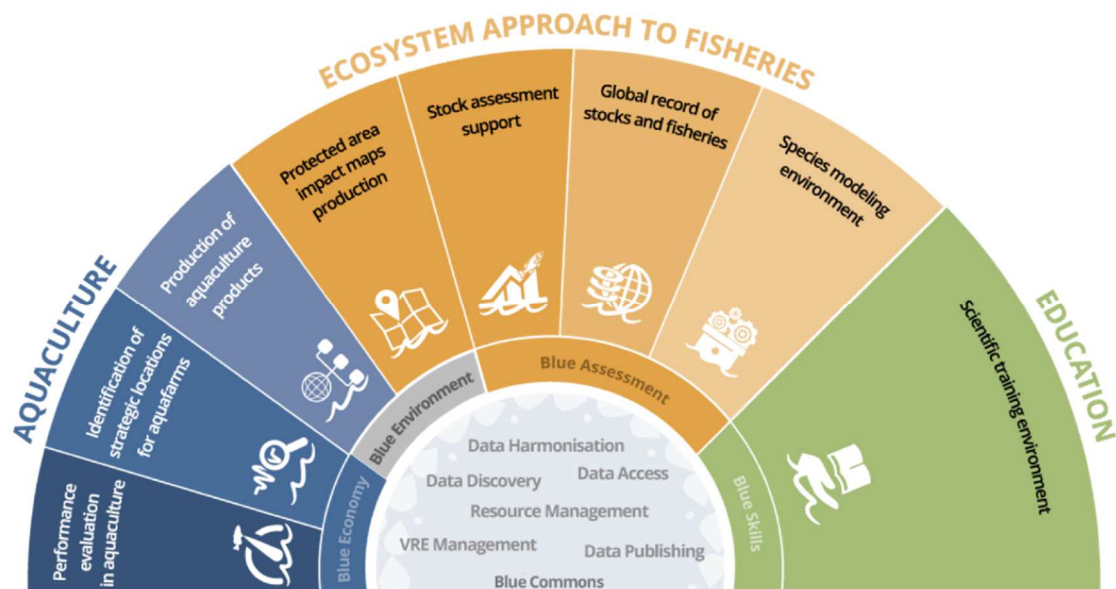 ECOSYSTEM APPROACH TO FISHERIES
AQUACULTURE
EDUCATION
Performance
evaluation
in aquaculture
Identification of
strategic locations
for aquafarms
Production of
aquaculture
products
Protected area
impact maps
production
Stock assessment
support
Global record of
stocks and fisheries
Species modeling
environment
Scientific training environment
Blue Economy
Blue Environment
Blue Assessment
Blue Skills
Data Harmonisation
Data Discovery
Data Access
Resource Management
VRE Management
Data Publishing
Blue Commons